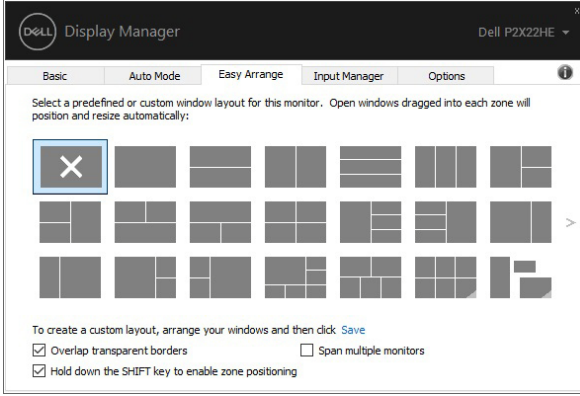 DELL Display Manager Dell P2X22HE
Basic Auto Mode Easy Arrange Input Manager Options
Select a predefined or custom window layout for this monitor. Open windows dragged into each zone will
position and resize automatically:
To create a custom layout, arrange your windows and then click Save
Overlap transparent borders Span multiple monitors
Hold down the SHIFT key to enable zone positioning